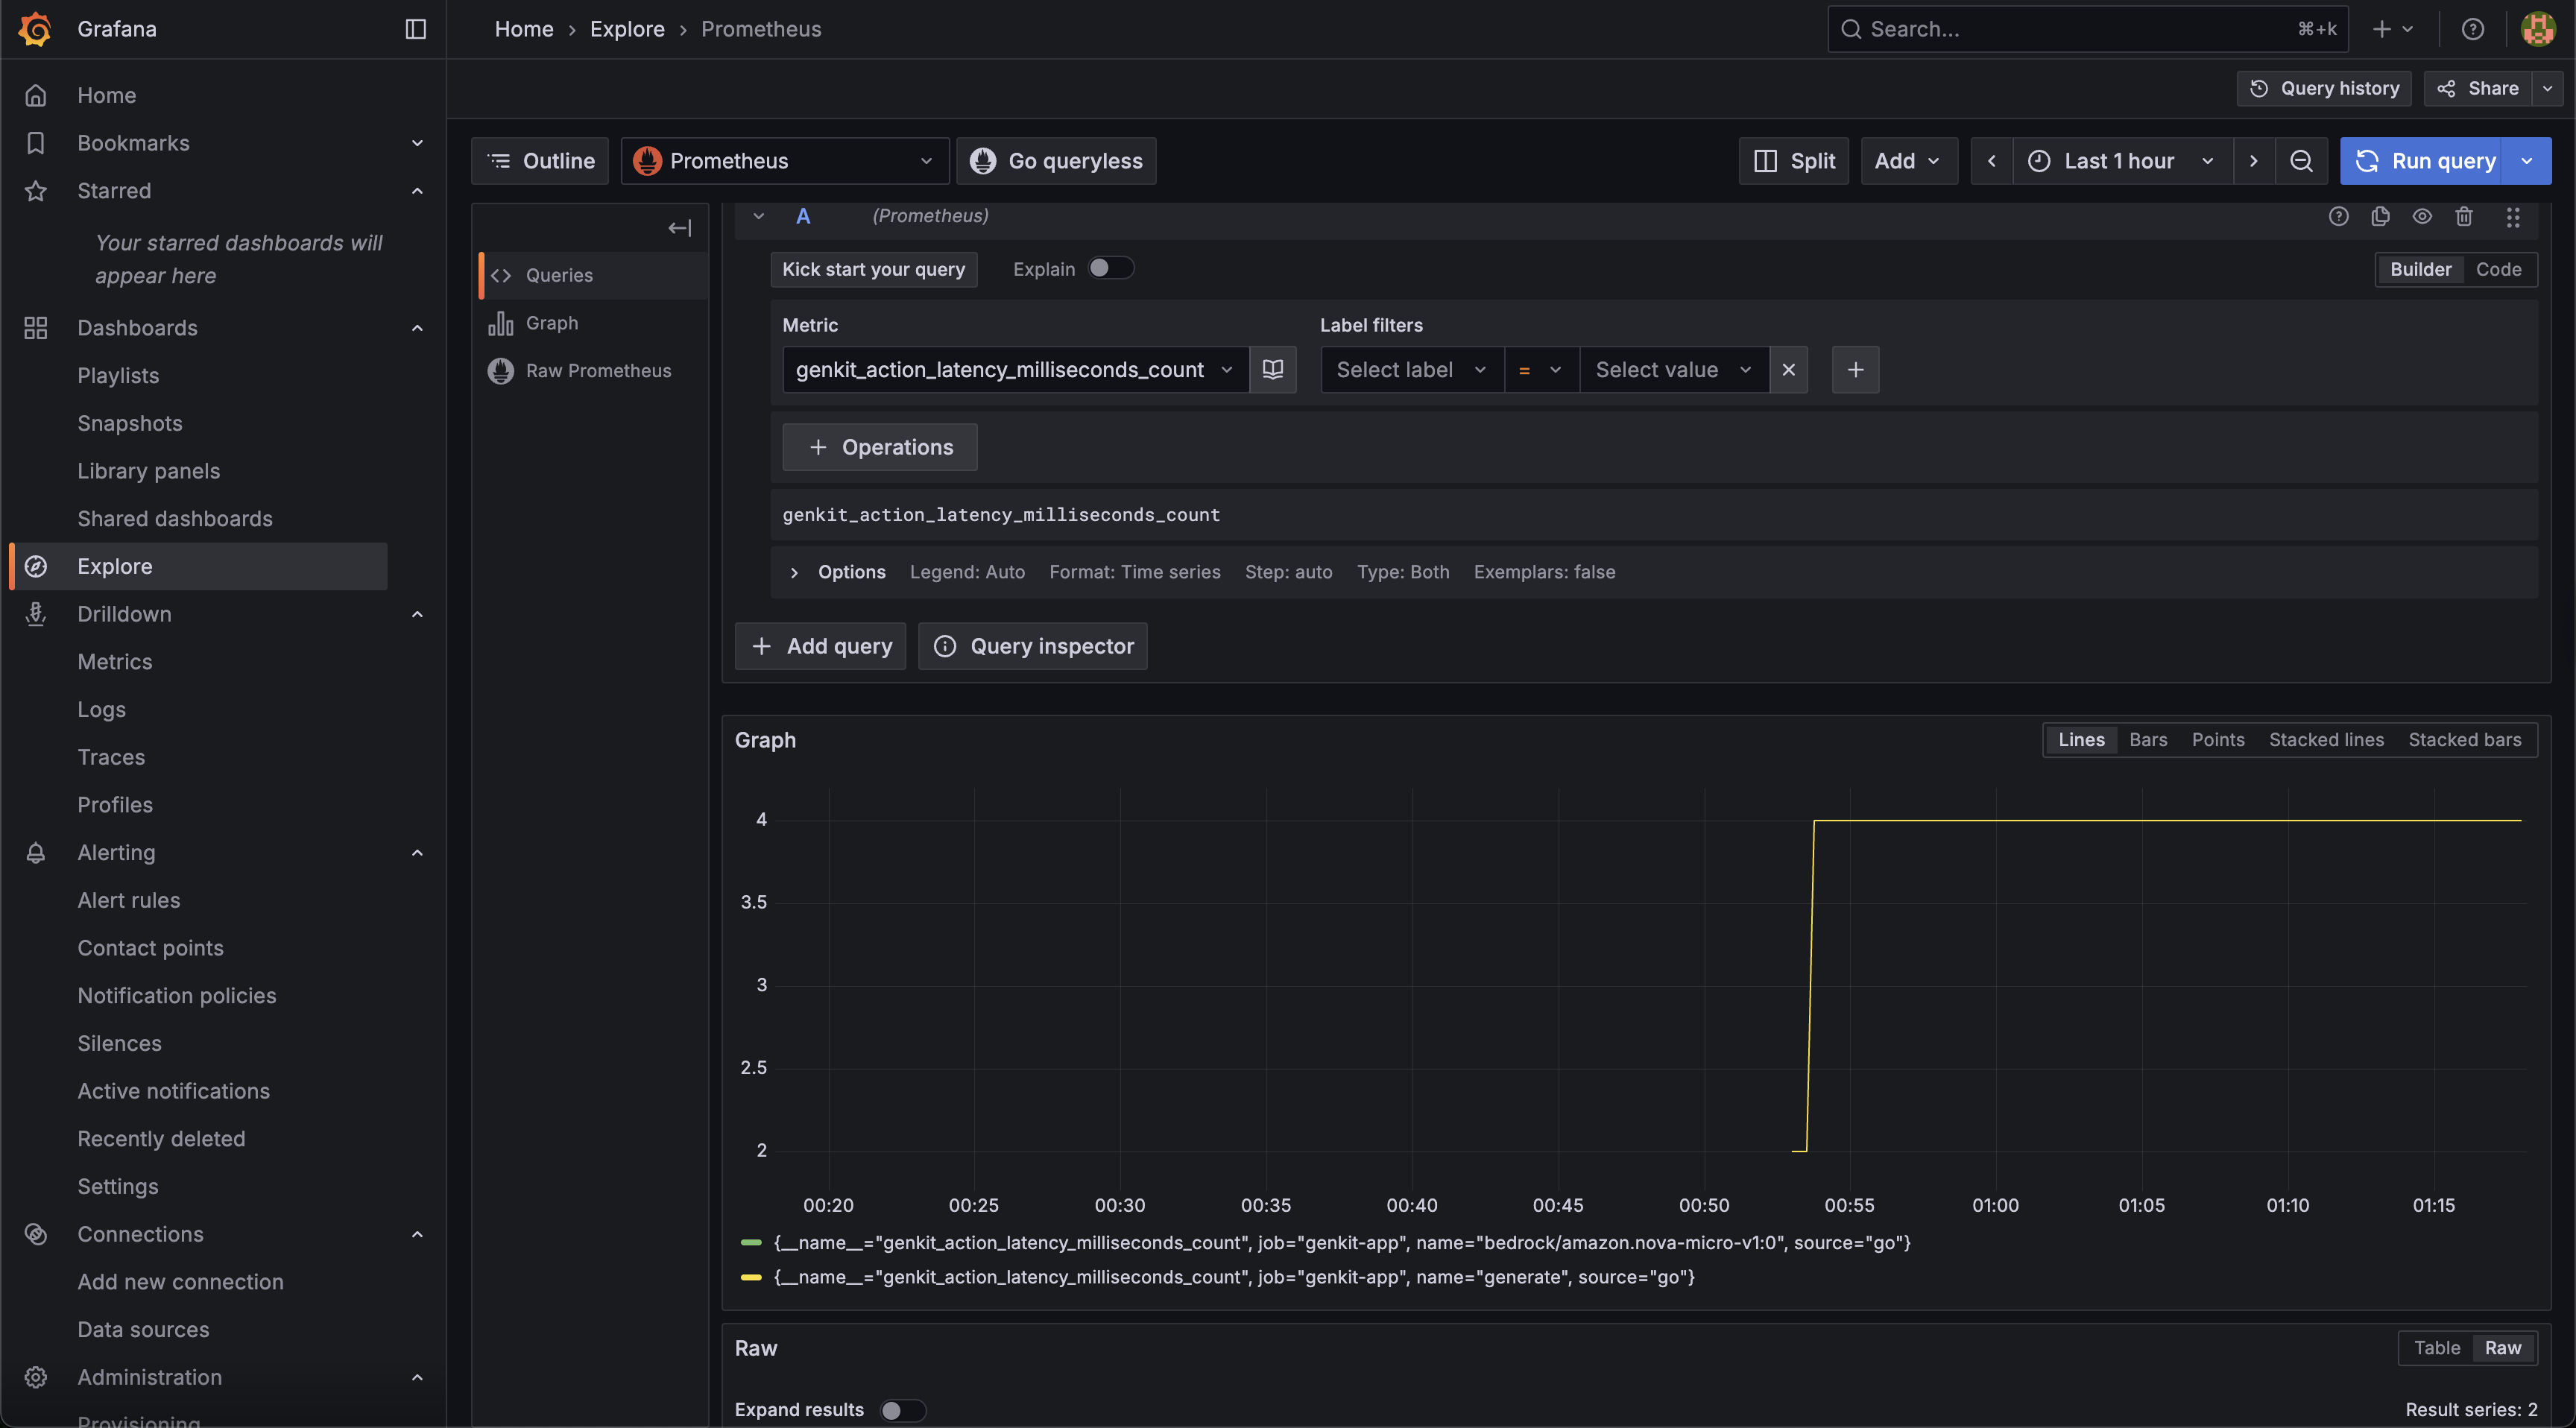 Grafana
Home › Explore › Prometheus
Search...
⌘+k
Query history
Share
Home
Bookmarks
Starred
Your starred dashboards will
appear here
Dashboards
Playlists
Snapshots
Library panels
Shared dashboards
Explore
Drilldown
Metrics
Logs
Traces
Profiles
Alerting
Alert rules
Contact points
Notification policies
Silences
Active notifications
Recently deleted
Settings
Connections
Add new connection
Data sources
Administration
Provisioning
Outline
Prometheus
Go queryless
Split
Add
Last 1 hour
Run query
Queries
Graph
Raw Prometheus
A (Prometheus)
Kick start your query
Explain
Builder Code
Metric
Label filters
genkit_action_latency_milliseconds_count
Select label
=
Select value
+ Operations
genkit_action_latency_milliseconds_count
Options Legend: Auto Format: Time series Step: auto Type: Both Exemplars: false
+ Add query
Query inspector
Graph
Lines Bars Points Stacked lines Stacked bars
4
3.5
3
2.5
2
00:20 00:25 00:30 00:35 00:40 00:45 00:50 00:55 01:00 01:05 01:10 01:15
{__name__="genkit_action_latency_milliseconds_count", job="genkit-app", name="bedrock/amazon.nova-micro-v1:0", source="go"}
{__name__="genkit_action_latency_milliseconds_count", job="genkit-app", name="generate", source="go"}
Raw
Table Raw
Expand results
Result series: 2